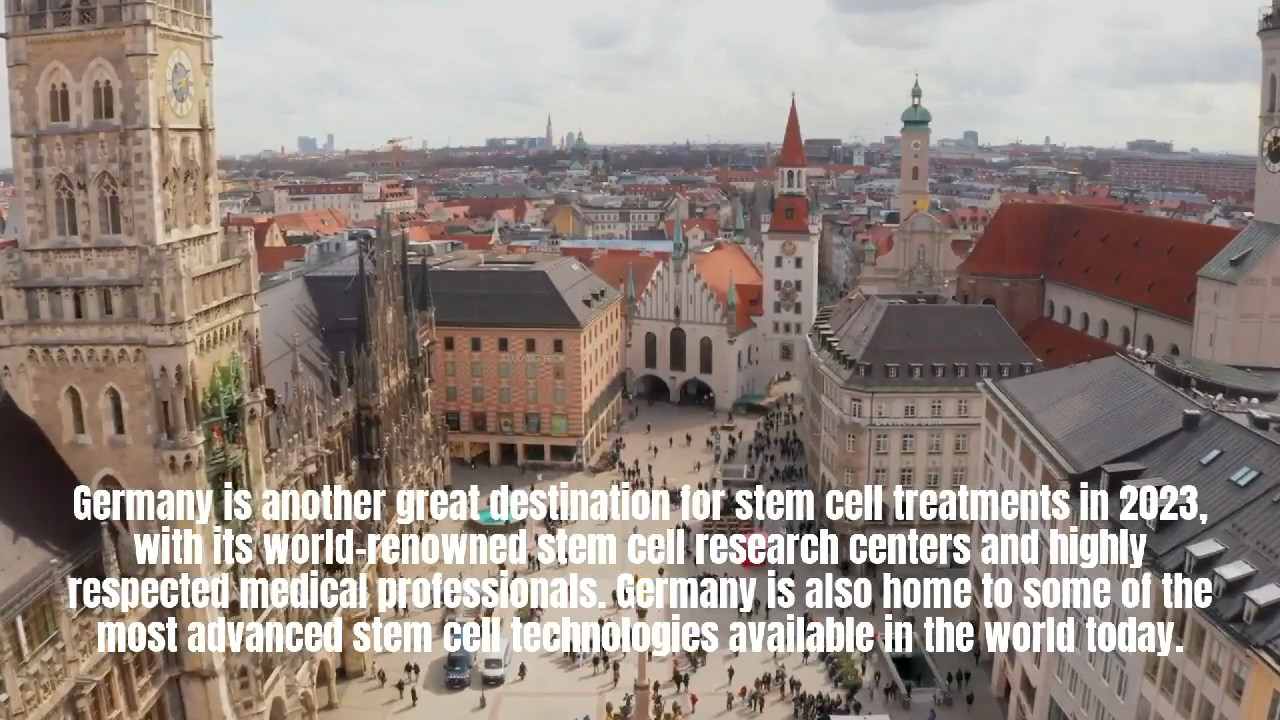 LUDWIG BECK
Germany is another great destination for stem cell treatments in 2023,
with its world-renowned stem cell research centers and highly
respected medical professionals. Germany is also home to some of the
most advanced stem cell technologies available in the world today.